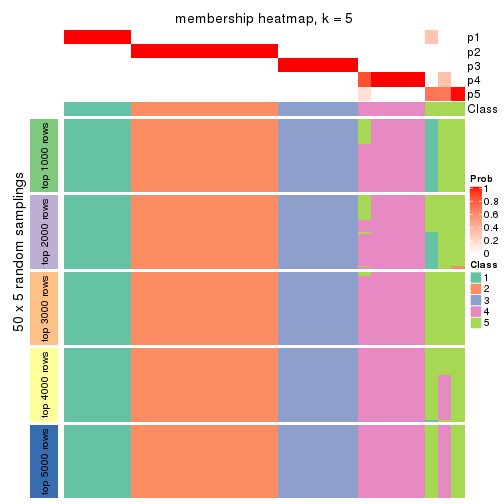 membership heatmap, k = 5
p1
p2
p3
p4
p5
Class
50 x 5 random samplings
top 1000 rows
top 2000 rows
top 3000 rows
top 4000 rows
top 5000 rows
Prob
1
0.8
0.6
0.4
0.2
0
Class
1
2
3
4
5